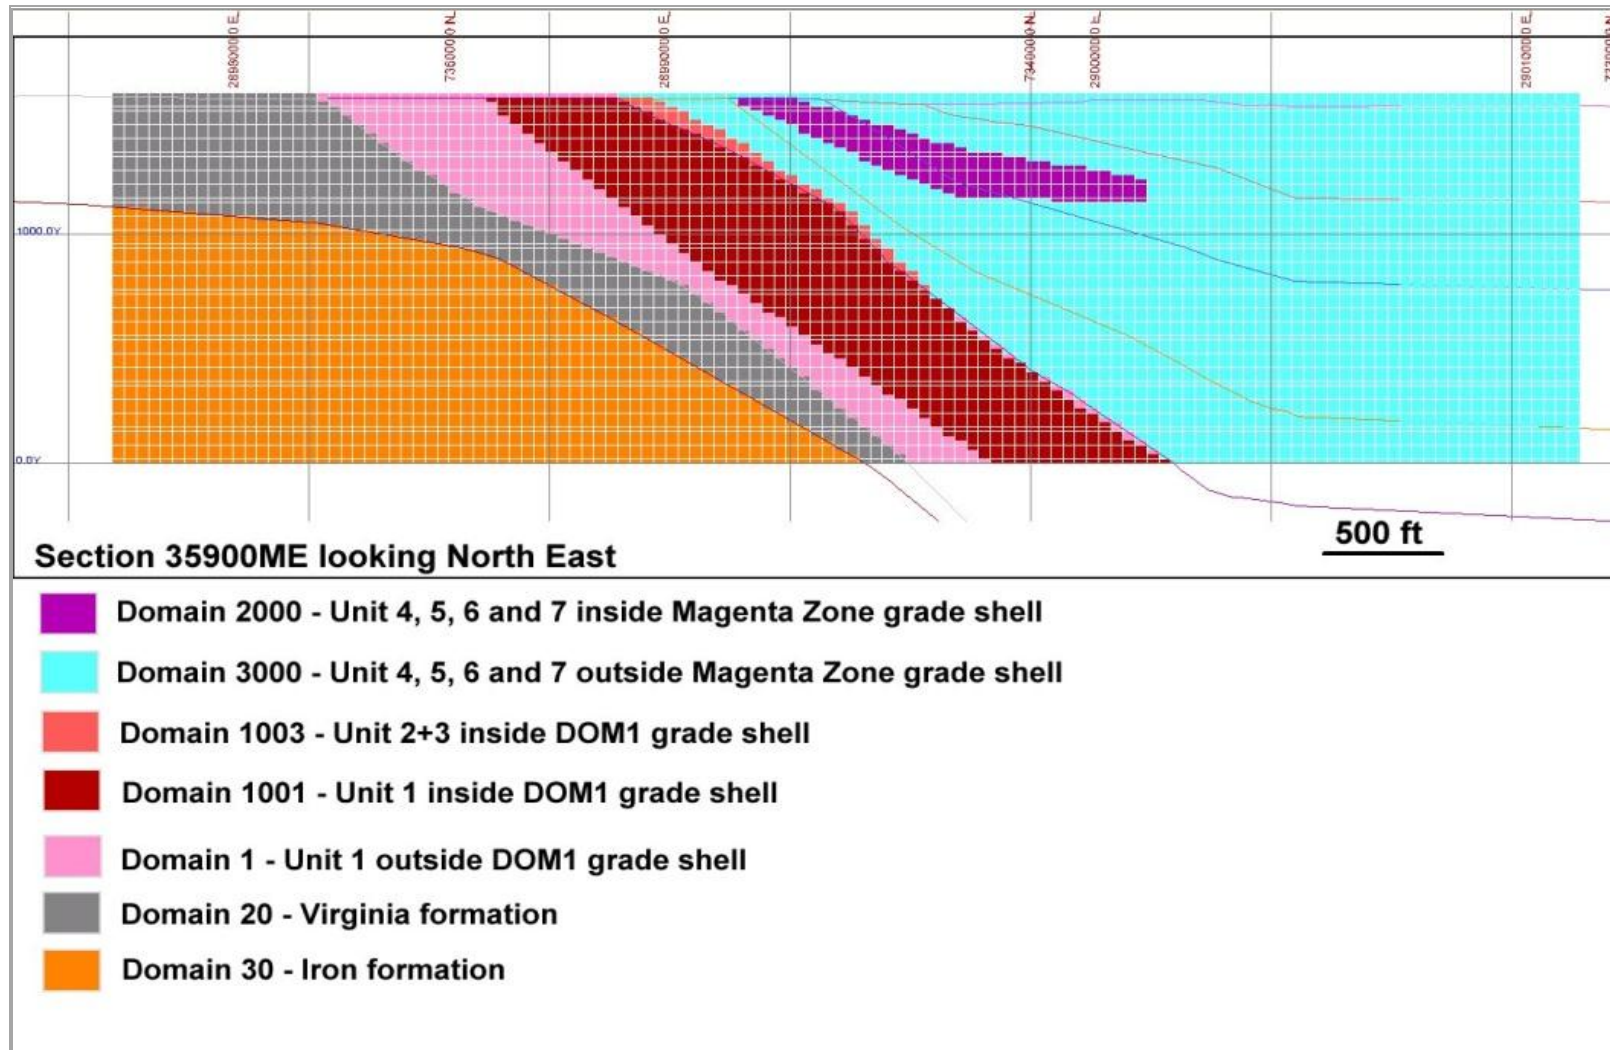 2898000.0 E
736000.0 N
2899000.0 E
734000.0 N
2900000.0 E
2901000.0 E
1000.0Y
0.0Y
500 ft
Section 35900ME looking North East
Domain 2000 - Unit 4, 5, 6 and 7 inside Magenta Zone grade shell
Domain 3000 - Unit 4, 5, 6 and 7 outside Magenta Zone grade shell
Domain 1003 - Unit 2+3 inside DOM1 grade shell
Domain 1001 - Unit 1 inside DOM1 grade shell
Domain 1 - Unit 1 outside DOM1 grade shell
Domain 20 - Virginia formation
Domain 30 - Iron formation